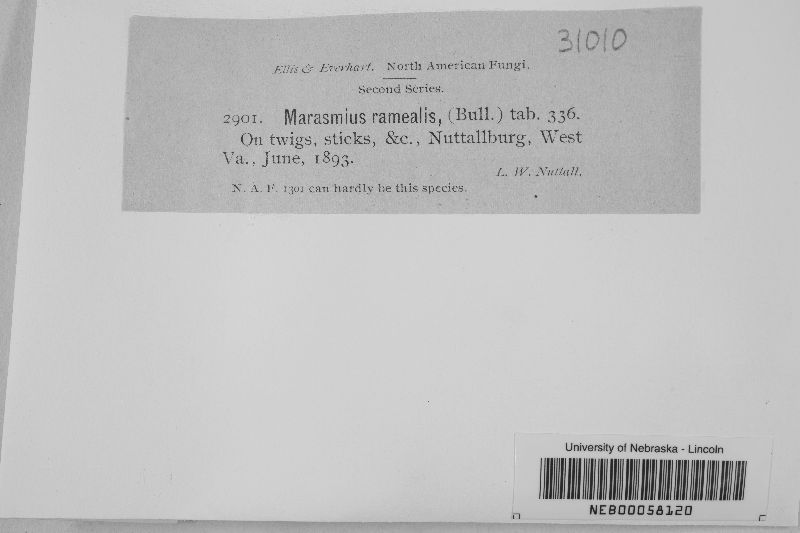 31010
Ellis & Everhart. North American Fungi.
Second Series.
2901. Marasmius ramealis, (Bull.) tab. 336.
On twigs, sticks, &c., Nuttallburg, West
Va., June, 1893.
L. W. Nuttall.
N. A. F. 1301 can hardly be this species.
University of Nebraska - Lincoln
NEB00058120